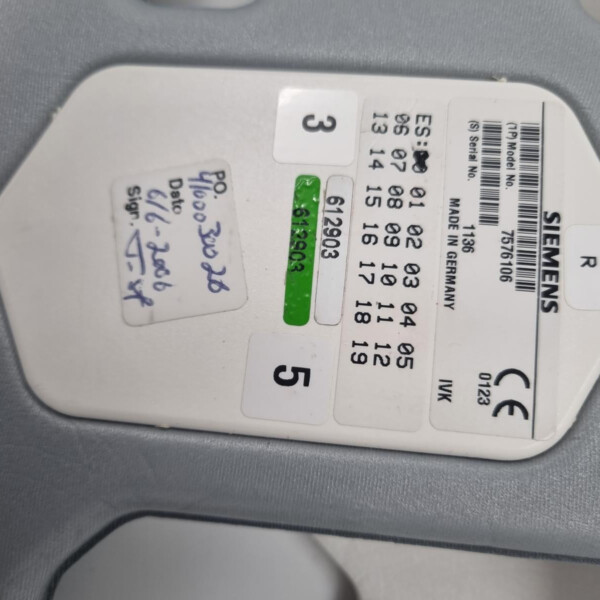 R
SIEMENS
(1P) Model No. 7576106
(S) Serial No. 1136
MADE IN GERMANY
CE
0123
IVK
ES: 01 02 03 04 05
06 07 08 09 10 11 12
13 14 15 16 17 18 19
612903
612903
3
5
PO. 4100030026
Dato 6/6-2006
Sign.